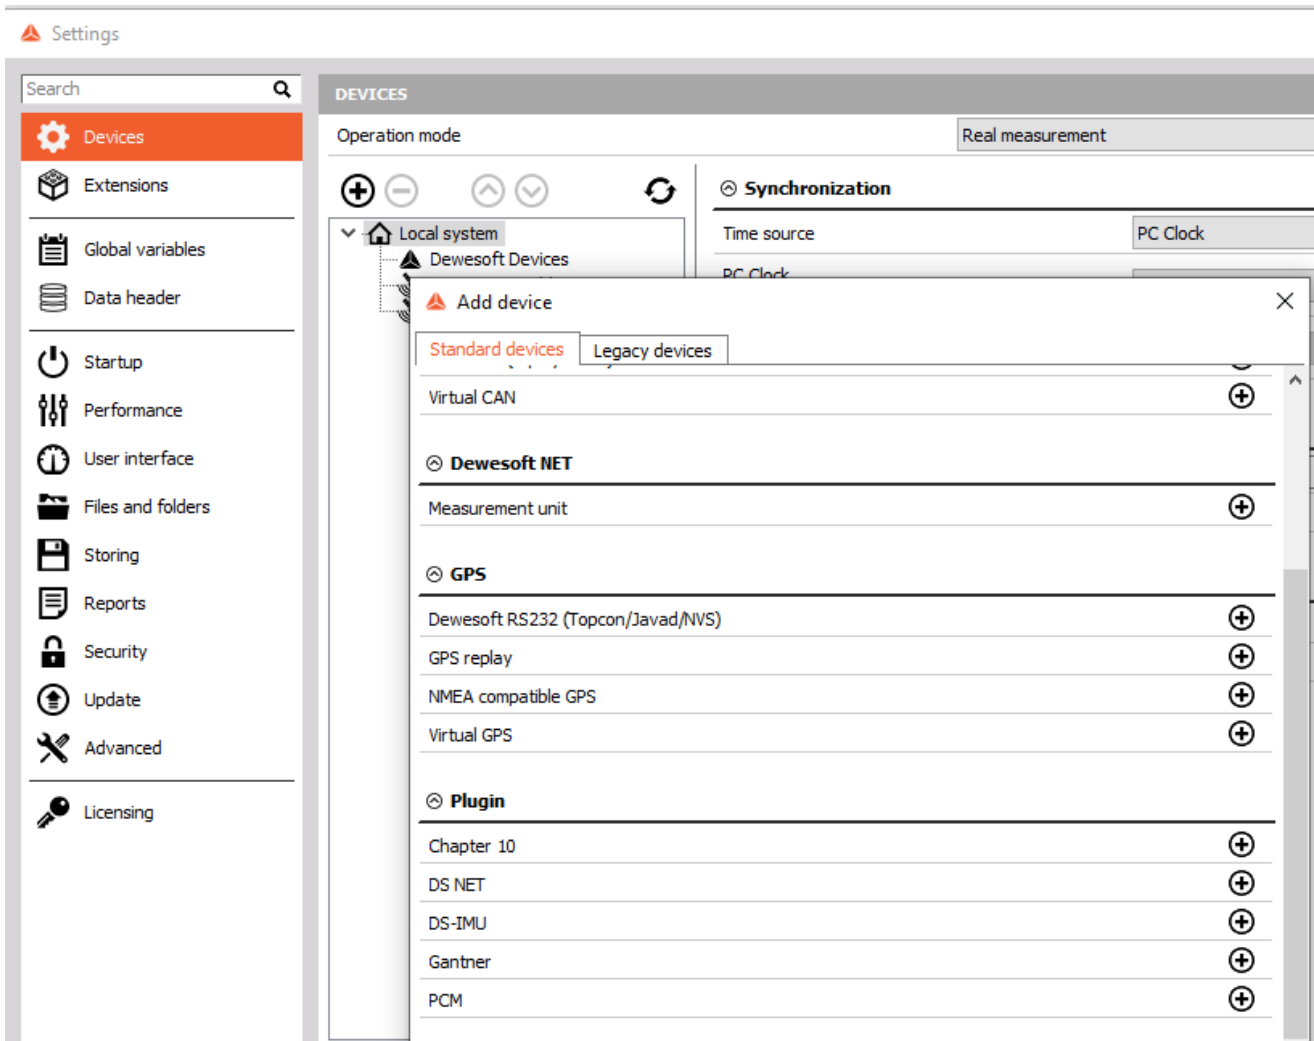 Settings
Search
Devices
Extensions
Global variables
Data header
Startup
Performance
User interface
Files and folders
Storing
Reports
Security
Update
Advanced
Licensing
DEVICES
Operation mode
Real measurement
Local system
Dewesoft Devices
Synchronization
Time source
PC Clock
PC Clock
Add device
Standard devices
Legacy devices
Virtual CAN
Dewesoft NET
Measurement unit
GPS
Dewesoft RS232 (Topcon/Javad/NVS)
GPS replay
NMEA compatible GPS
Virtual GPS
Plugin
Chapter 10
DS NET
DS-IMU
Gantner
PCM